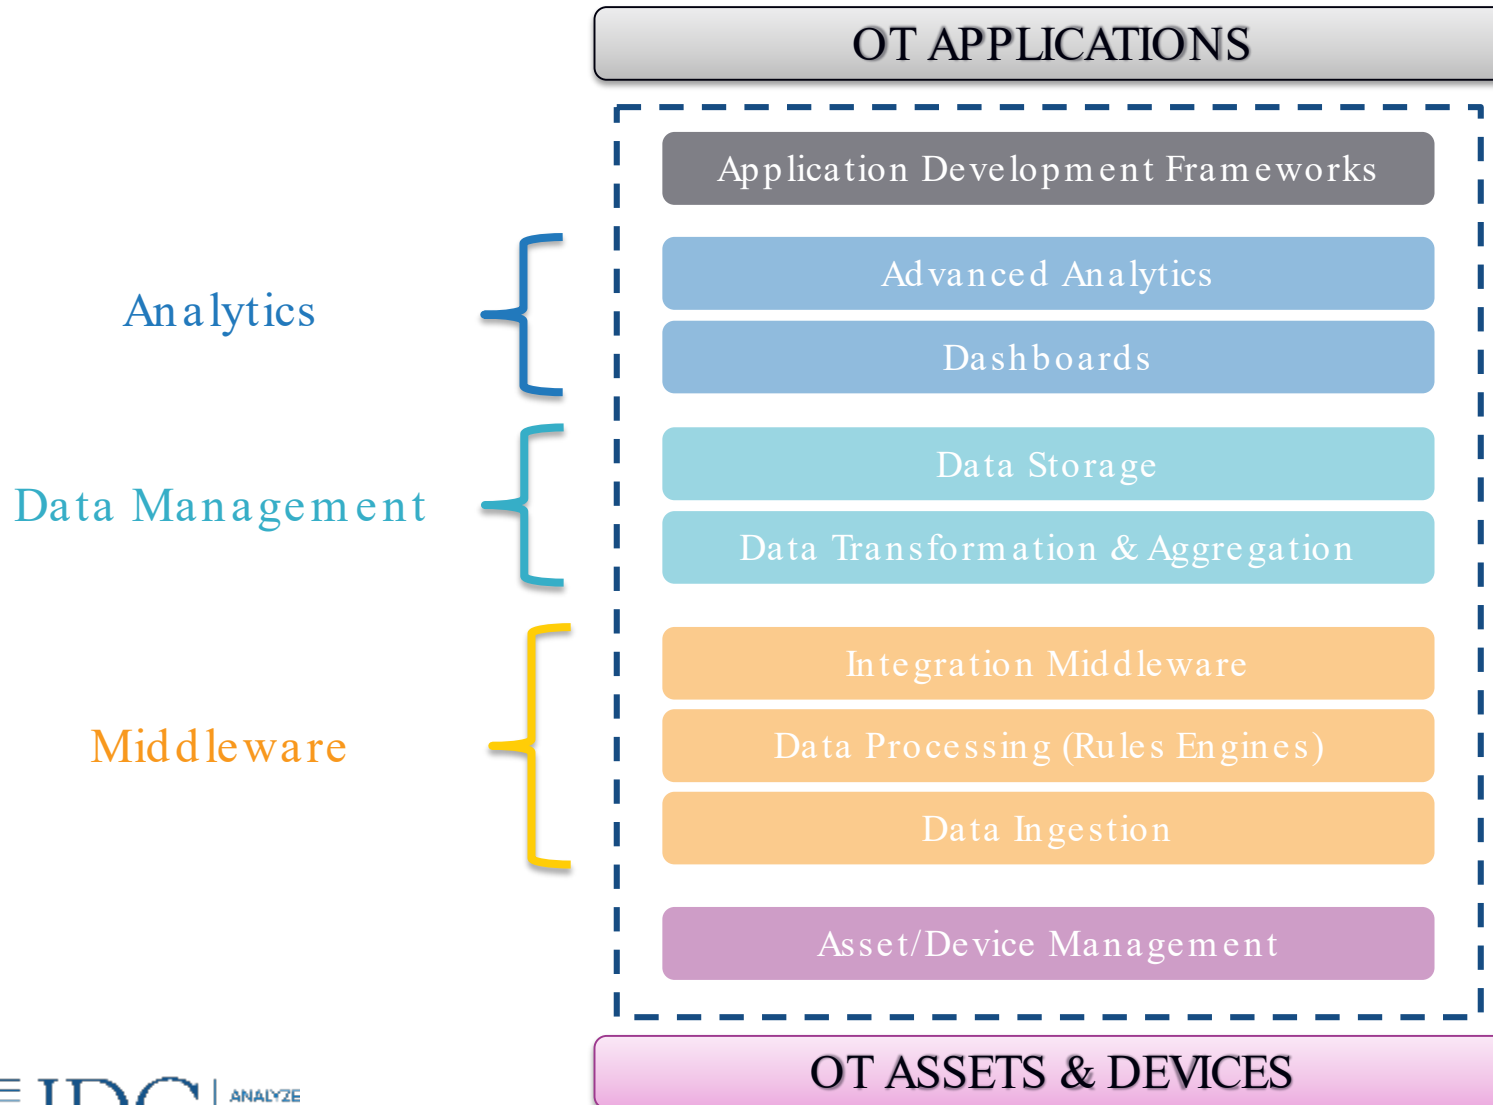 OT APPLICATIONS
Application Development Frameworks
Analytics
Advanced Analytics
Dashboards
Data Management
Data Storage
Data Transformation & Aggregation
Middleware
Integration Middleware
Data Processing (Rules Engines)
Data Ingestion
Asset/Device Management
OT ASSETS & DEVICES
IDC
ANALYZE